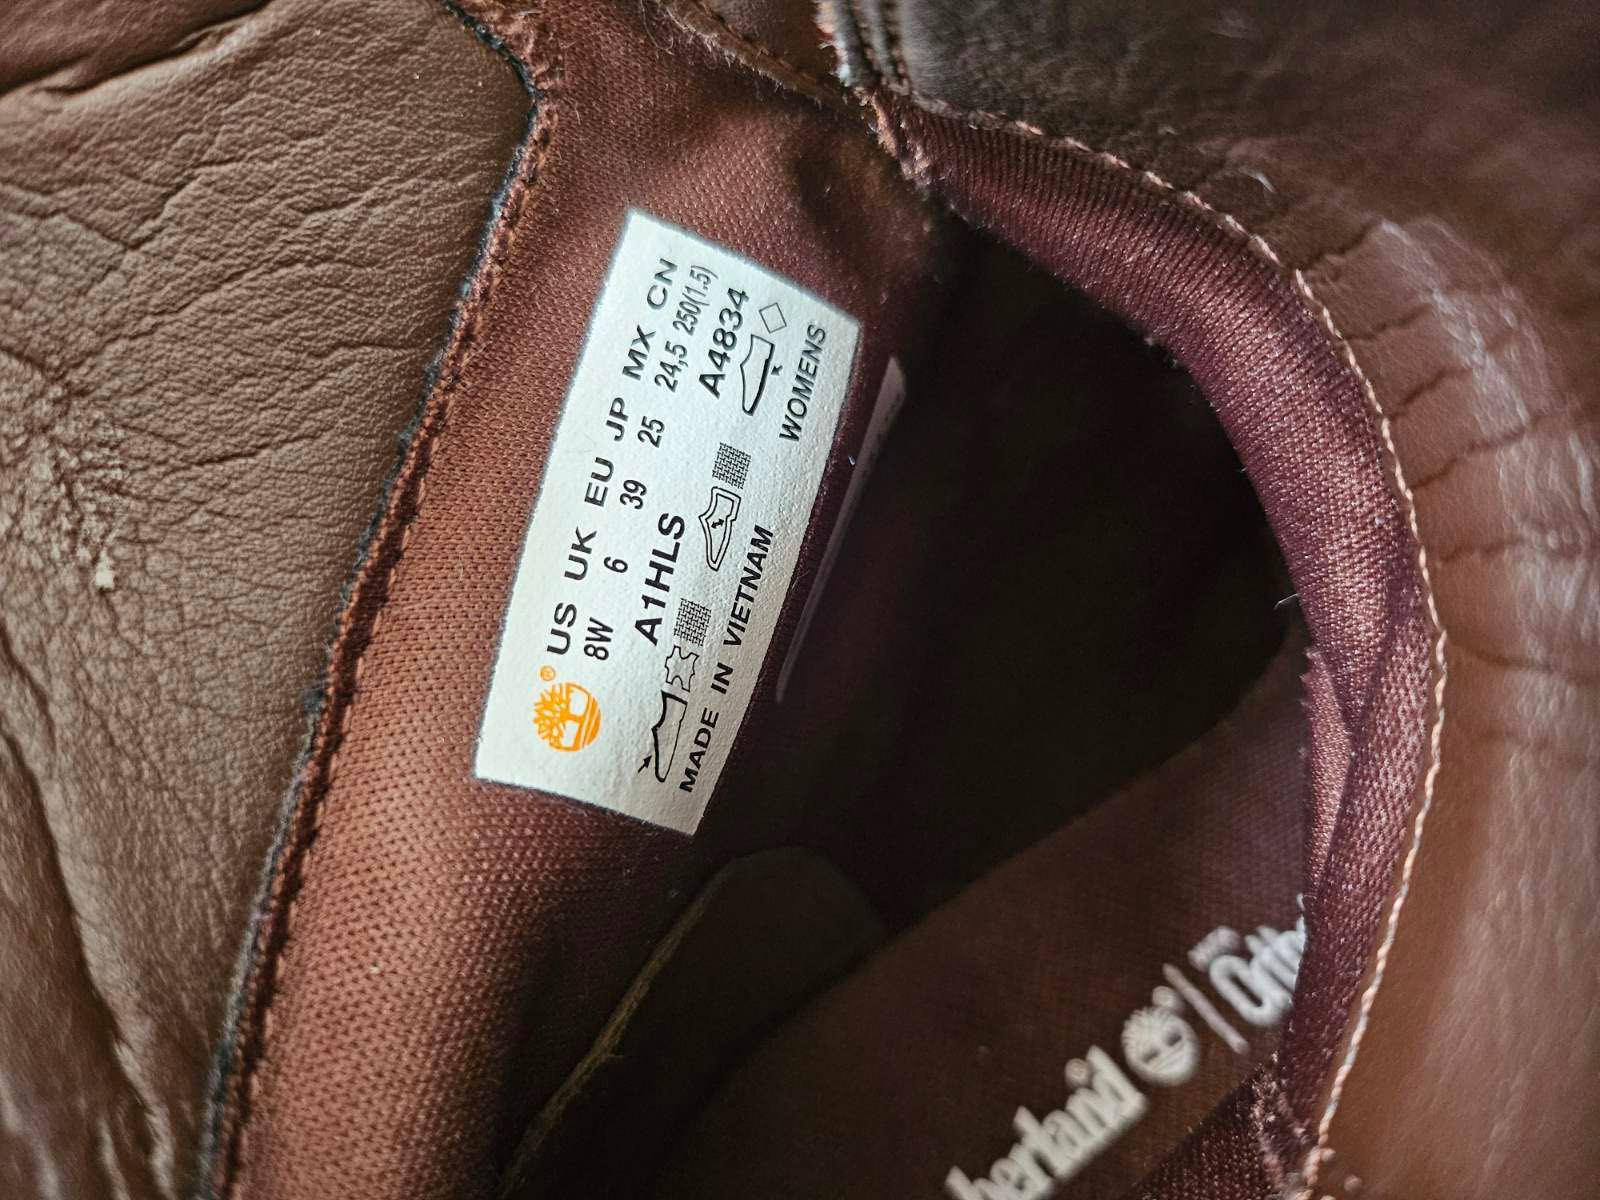 US UK EU JP MX CN
8W 6 39 25 24,5 250(1.5)
A1HLS A4834
WOMENS
MADE IN VIETNAM
®